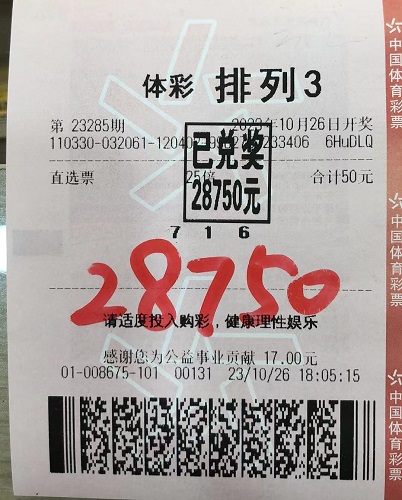 体彩 排列3
第 23285期 2023年10月26日开奖
110330-032061-1204 233406 6HuDLQ
已兑奖
28750元
直选票 25倍 合计50元
7 1 6
28750
请适度投入购彩，健康理性娱乐
感谢您为公益事业贡献 17.00元
01-008675-101 00131 23/10/26 18:05:15
中国体育彩票
中国体育彩票
中国体育彩票